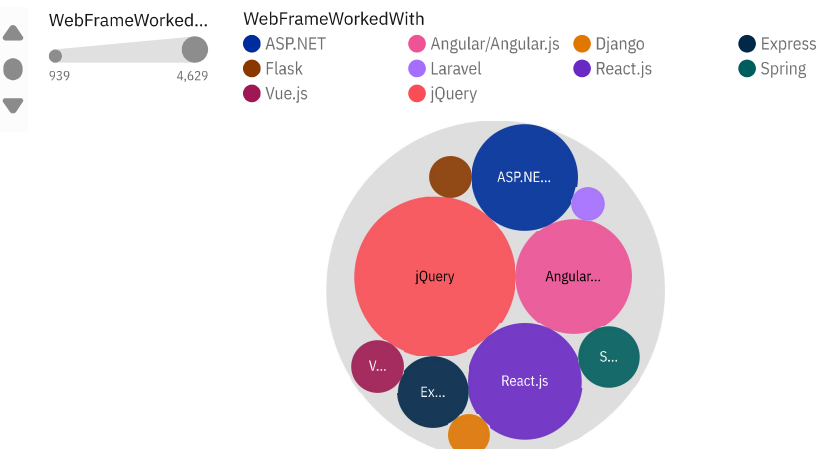 WebFrameWorked...
939
4,629
WebFrameWorkedWith
ASP.NET
Angular/Angular.js
Django
Express
Flask
Laravel
React.js
Spring
Vue.js
jQuery
ASP.NE...
jQuery
Angular...
V...
Ex...
React.js
S...